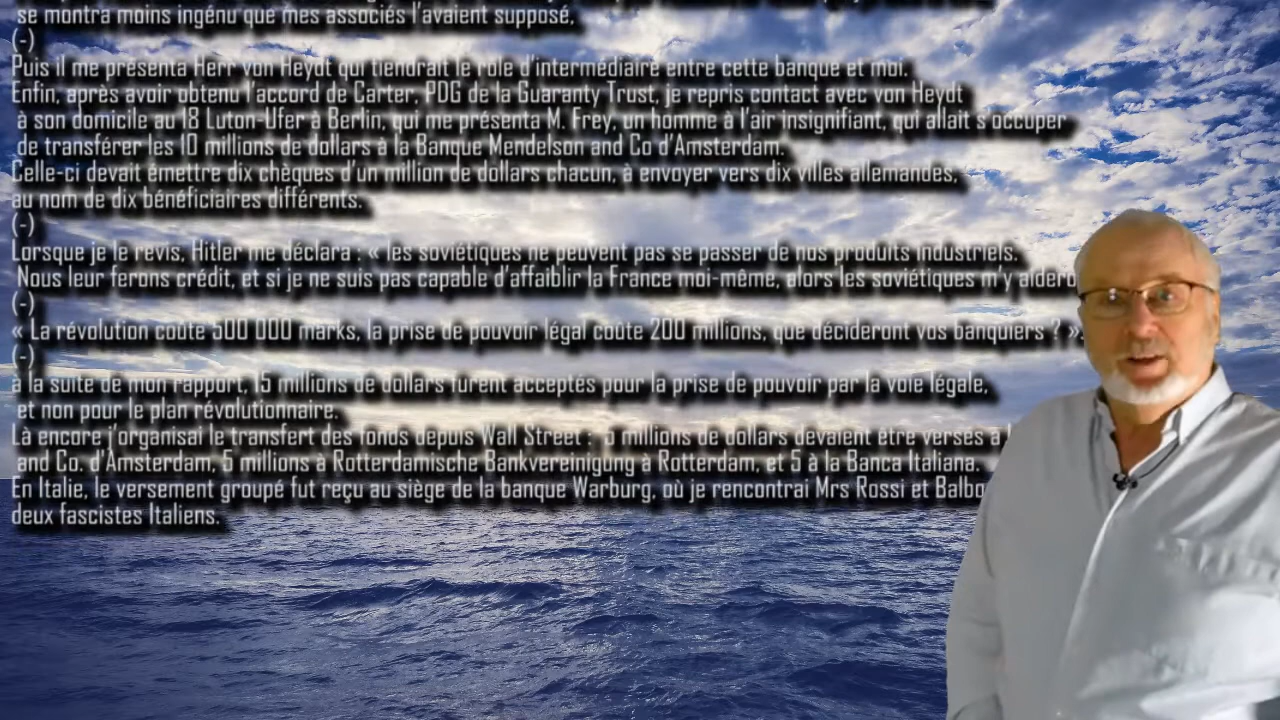 se montra moins ingénu que mes associés l'avaient supposé,
(-)
Puis il me présenta Herr von Heydt qui tiendrait le rôle d'intermédiaire entre cette banque et moi.
Enfin, après avoir obtenu l'accord de Carter, PDG de la Guaranty Trust, je repris contact avec von Heydt
à son domicile au 18 Luton-Ufer à Berlin, qui me présenta M. Frey, un homme à l'air insignifiant, qui allait s'occuper
de transférer les 10 millions de dollars à la Banque Mendelson and Co d'Amsterdam.
Celle-ci devait émettre dix chèques d'un million de dollars chacun, à envoyer vers dix villes allemandes,
au nom de dix bénéficiaires différents.
(-)
Lorsque je le revis, Hitler me déclara : « les soviétiques ne peuvent pas se passer de nos produits industriels.
Nous leur ferons crédit, et si je ne suis pas capable d'affaiblir la France moi-même, alors les soviétiques m'y aidero
(-)
« La révolution coûte 500 000 marks, la prise de pouvoir légal coûte 200 millions, que décideront vos banquiers ? ».
(-)
à la suite de mon rapport, 15 millions de dollars furent acceptés pour la prise de pouvoir par la voie légale,
et non pour le plan révolutionnaire.
Là encore j'organisai le transfert des fonds depuis Wall Street : 5 millions de dollars devaient être versés à
and Co. d'Amsterdam, 5 millions à Rotterdamische Bankvereinigung à Rotterdam, et 5 à la Banca Italiana.
En Italie, le versement groupé fut reçu au siège de la banque Warburg, où je rencontrai Mrs Rossi et Balbo
deux fascistes Italiens.